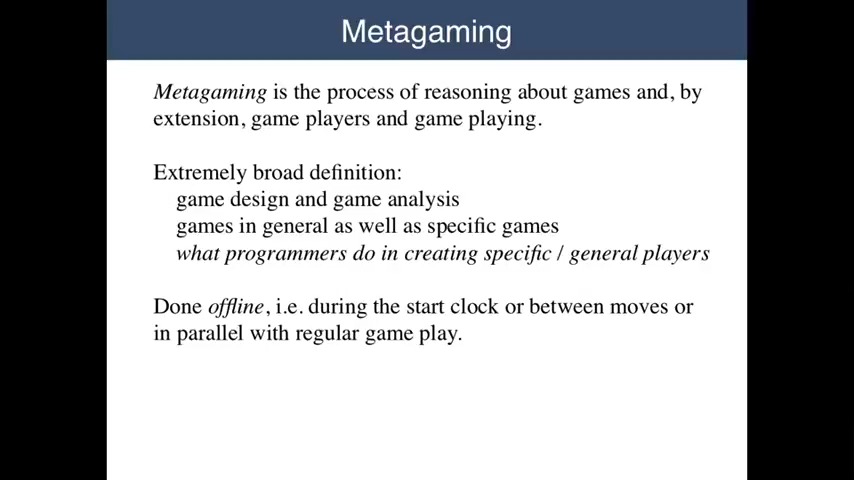 Metagaming
Metagaming is the process of reasoning about games and, by
extension, game players and game playing.
Extremely broad definition:
game design and game analysis
games in general as well as specific games
what programmers do in creating specific / general players
Done offline, i.e. during the start clock or between moves or
in parallel with regular game play.